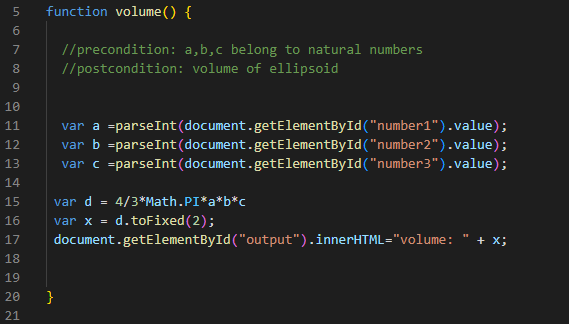 5 function volume() {
6
7 //precondition: a,b,c belong to natural numbers
8 //postcondition: volume of ellipsoid
9
10
11 var a =parseInt(document.getElementById("number1").value);
12 var b =parseInt(document.getElementById("number2").value);
13 var c =parseInt(document.getElementById("number3").value);
14
15 var d = 4/3*Math.PI*a*b*c
16 var x = d.toFixed(2);
17 document.getElementById("output").innerHTML="volume: " + x;
18
19
20 }
21